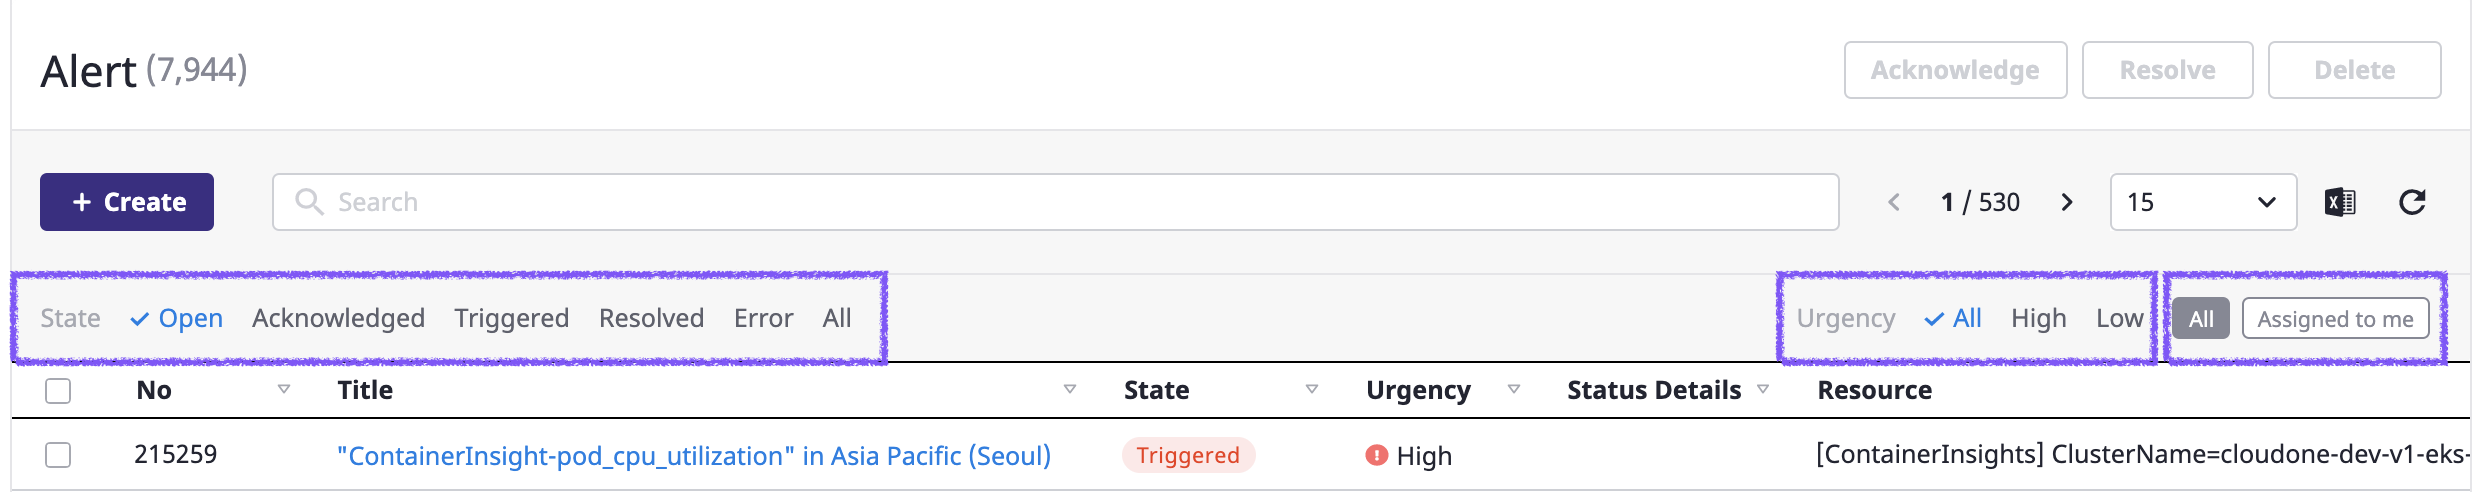 Alert (7,944)
Acknowledge Resolve Delete
+ Create Search 1 / 530 15
State Open Acknowledged Triggered Resolved Error All Urgency All High Low All Assigned to me
No Title State Urgency Status Details Resource
215259 "ContainerInsight-pod_cpu_utilization" in Asia Pacific (Seoul) Triggered High [ContainerInsights] ClusterName=cloudone-dev-v1-eks-